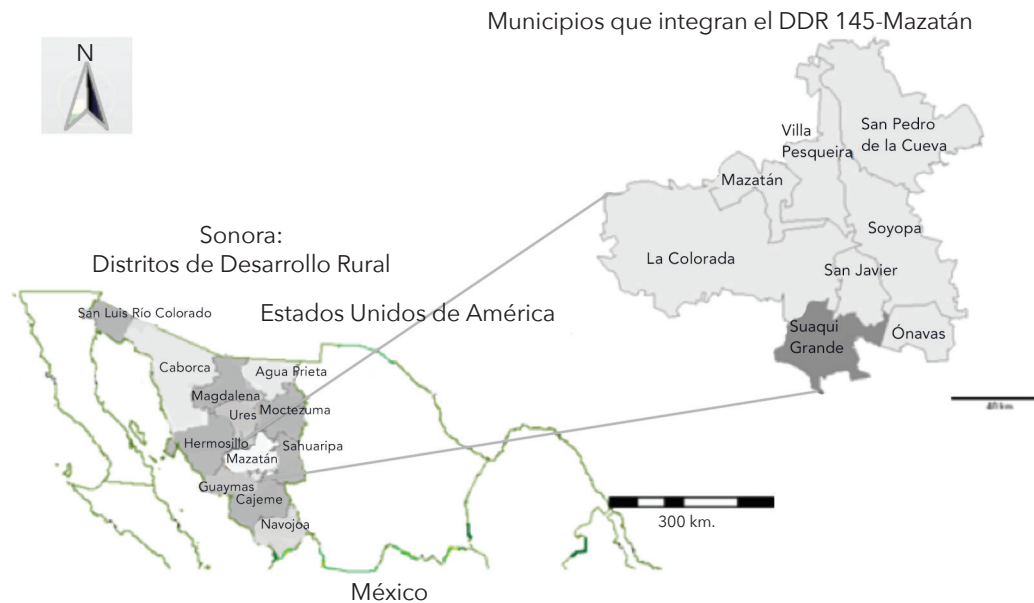 Municipios que integran el DDR 145-Mazatán
N
San Pedro
de la Cueva
Villa
Pesqueira
Mazatán
Soyopa
La Colorada
San Javier
Suaqui
Grande
Ónavas
40 km
Sonora:
Distritos de Desarrollo Rural
Estados Unidos de América
San Luis Río Colorado
Caborca
Agua Prieta
Magdalena
Ures
Moctezuma
Hermosillo
Sahuaripa
Mazatán
Guaymas
Cajeme
Navojoa
300 km.
México